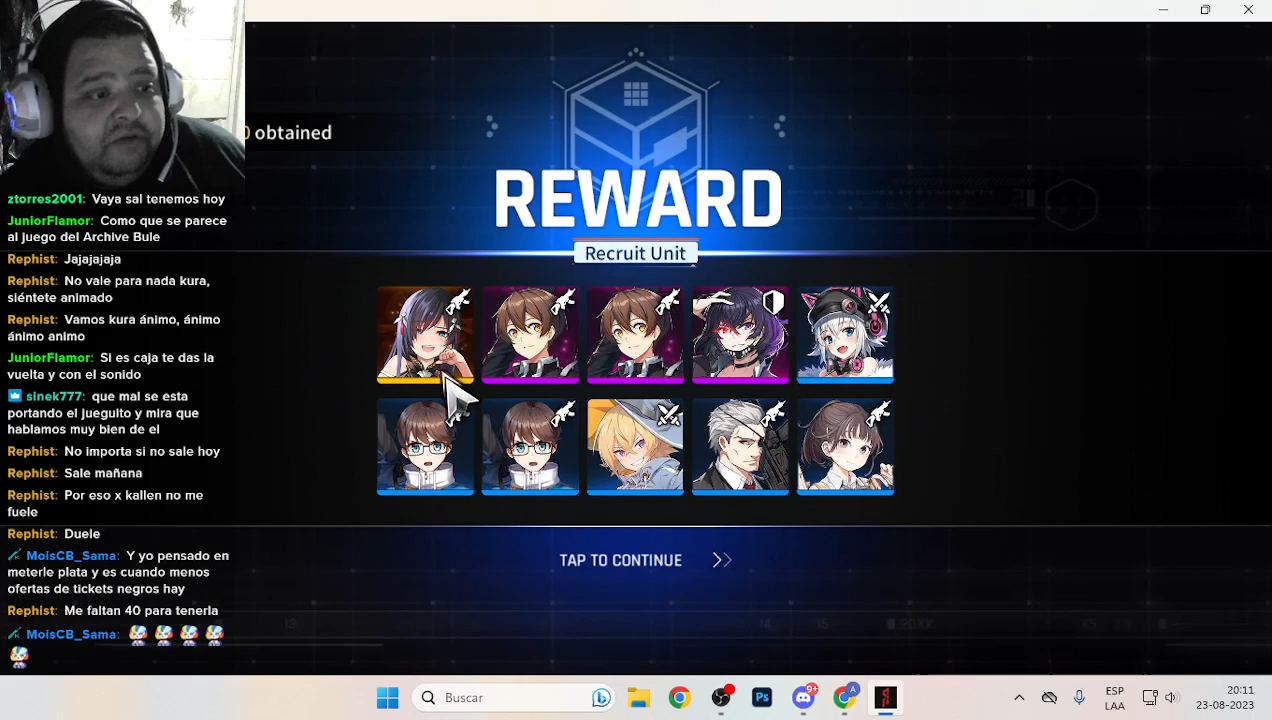 0 obtained
REWARD
Recruit Unit
TAP TO CONTINUE
ztorres2001: Vaya sal tenemos hoy
JuniorFlamor: Como que se parece
al juego del Archive Bule
Rephist: Jajajajaja
Rephist: No vale para nada kura,
siéntete animado
Rephist: Vamos kura ánimo, ánimo
ánimo animo
JuniorFlamor: Si es caja te das la
vuelta y con el sonido
sinek777: que mal se esta
portando el jueguito y mira que
hablamos muy bien de el
Rephist: No importa si no sale hoy
Rephist: Sale mañana
Rephist: Por eso x kallen no me
fuele
Rephist: Duele
MoisCB_Sama: Y yo pensado en
meterle plata y es cuando menos
ofertas de tickets negros hay
Rephist: Me faltan 40 para tenerla
MoisCB_Sama:
Buscar
Ps
9+
A
ESP
LAA
20:11
23-08-2023